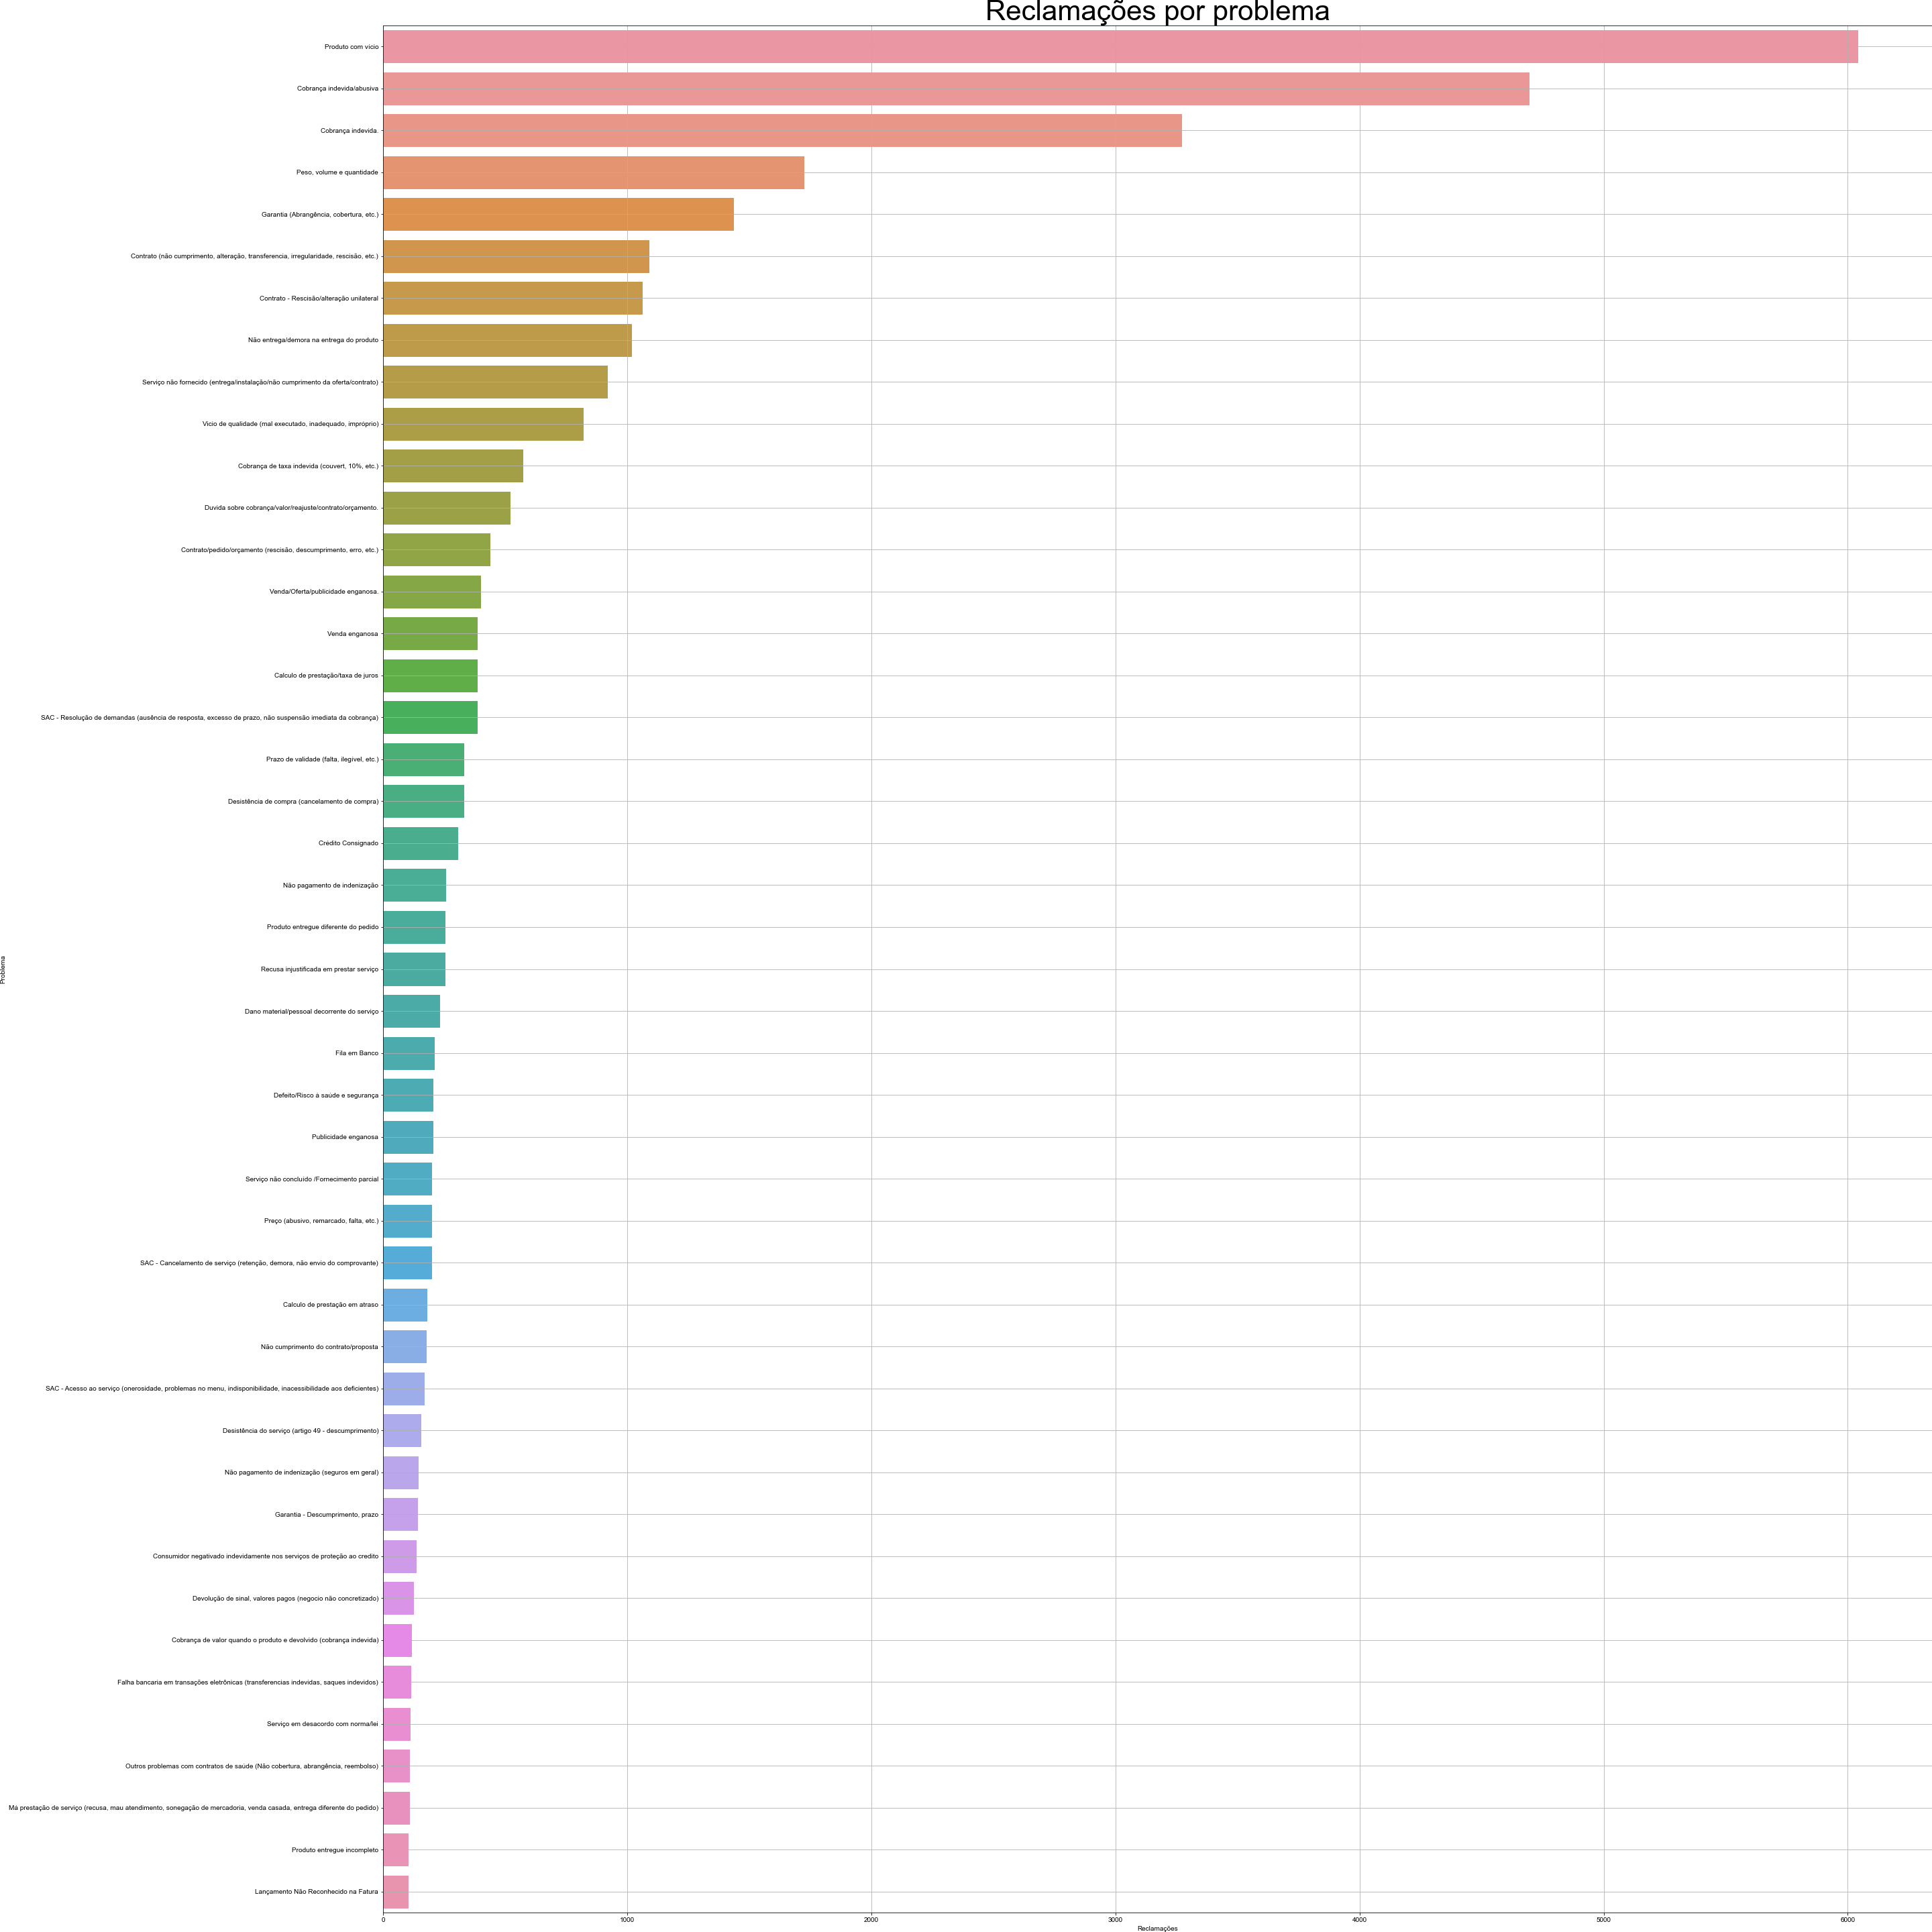 Reclamações por problema
Produto com vício
Cobrança indevida/abusiva
Cobrança indevida.
Peso, volume e quantidade
Garantia (Abrangência, cobertura, etc.)
Contrato (não cumprimento, alteração, transferencia, irregularidade, rescisão, etc.)
Contrato - Rescisão/alteração unilateral
Não entrega/demora na entrega do produto
Serviço não fornecido (entrega/instalação/não cumprimento da oferta/contrato)
Vicio de qualidade (mal executado, inadequado, impróprio)
Cobrança de taxa indevida (couvert, 10%, etc.)
Duvida sobre cobrança/valor/reajuste/contrato/orçamento.
Contrato/pedido/orçamento (rescisão, descumprimento, erro, etc.)
Venda/Oferta/publicidade enganosa.
Venda enganosa
Calculo de prestação/taxa de juros
SAC - Resolução de demandas (ausência de resposta, excesso de prazo, não suspensão imediata da cobrança)
Prazo de validade (falta, ilegível, etc.)
Desistência de compra (cancelamento de compra)
Crédito Consignado
Não pagamento de indenização
Produto entregue diferente do pedido
Recusa injustificada em prestar serviço
Dano material/pessoal decorrente do serviço
Fila em Banco
Defeito/Risco à saúde e segurança
Publicidade enganosa
Serviço não concluído /Fornecimento parcial
Preço (abusivo, remarcado, falta, etc.)
SAC - Cancelamento de serviço (retenção, demora, não envio do comprovante)
Calculo de prestação em atraso
Não cumprimento do contrato/proposta
SAC - Acesso ao serviço (onerosidade, problemas no menu, indisponibilidade, inacessibilidade aos deficientes)
Desistência do serviço (artigo 49 - descumprimento)
Não pagamento de indenização (seguros em geral)
Garantia - Descumprimento, prazo
Consumidor negativado indevidamente nos serviços de proteção ao credito
Devolução de sinal, valores pagos (negocio não concretizado)
Cobrança de valor quando o produto e devolvido (cobrança indevida)
Falha bancaria em transações eletrônicas (transferencias indevidas, saques indevidos)
Serviço em desacordo com norma/lei
Outros problemas com contratos de saúde (Não cobertura, abrangência, reembolso)
Má prestação de serviço (recusa, mau atendimento, sonegação de mercadoria, venda casada, entrega diferente do pedido)
Produto entregue incompleto
Lançamento Não Reconhecido na Fatura
Problema
0 1000 2000 3000 4000 5000 6000
Reclamações